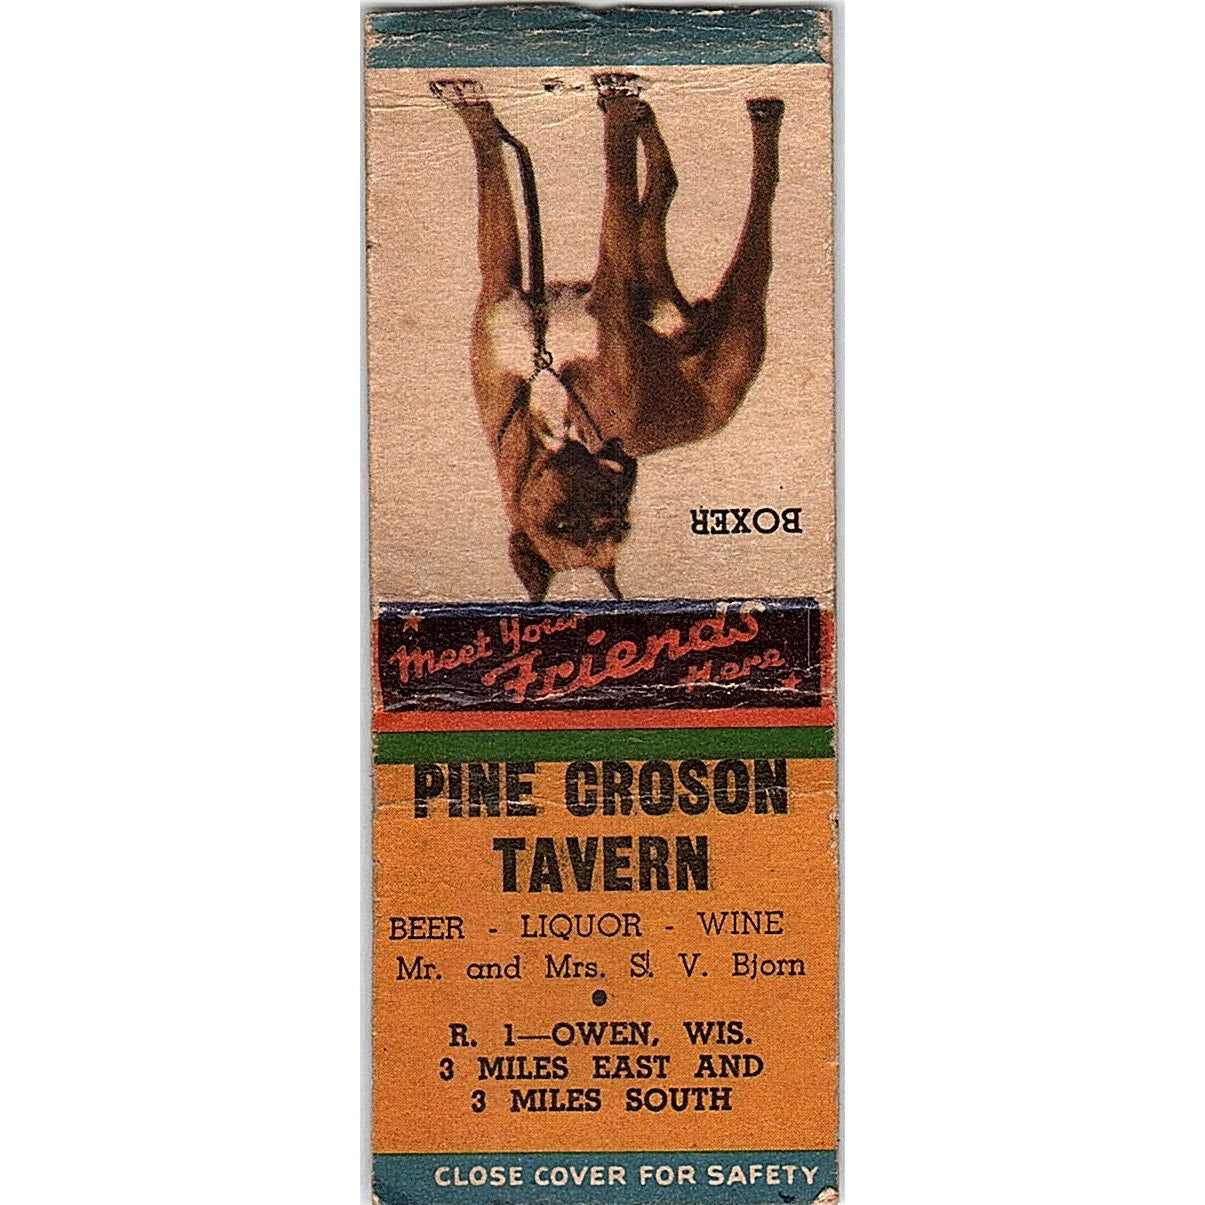 BOXER
Meet Your
Friends
Here
PINE CROSON
TAVERN
BEER - LIQUOR - WINE
Mr. and Mrs. S. V. Bjorn
R. 1—OWEN, WIS.
3 MILES EAST AND
3 MILES SOUTH
CLOSE COVER FOR SAFETY